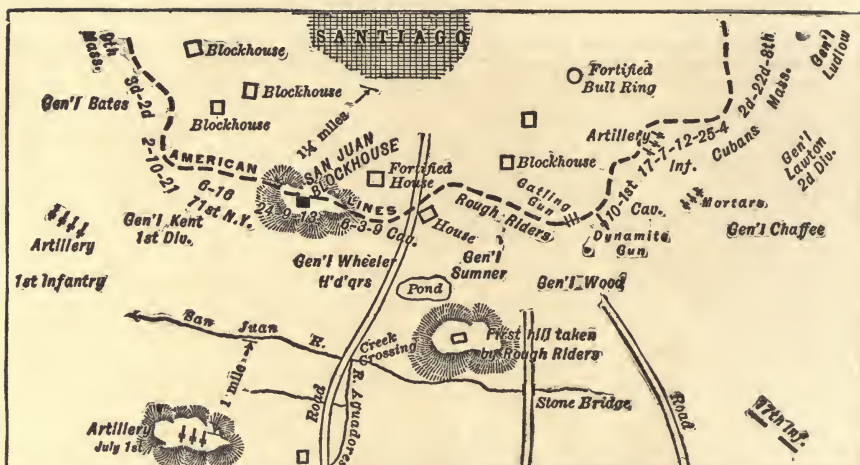 SANTIAGO
9th
Mass.
3d-2d
Gen'l Bates
2-10-21
Blockhouse
Blockhouse
Blockhouse
1¼ miles
Fortified
Bull Ring
Gen'l
Ludlow
2d-22d-8th
Mass.
Artillery
17-7-12-25-4
Inf.
Cubans
Gen'l
Lawton
2d Div.
AMERICAN
LINES
SAN JUAN
BLOCKHOUSE
Fortified
House
Blockhouse
Gatling
Gun
6-16
71st N.Y.
24-9-13
6-3-9 Cav.
House
Rough Riders
10-1st.
Cav.
Mortars
Dynamite
Gun
Gen'l Chaffee
Artillery
1st Infantry
Gen'l Kent
1st Div.
Gen'l Wheeler
H'd'qrs
Gen'l
Sumner
Gen'l Wood
Pond
San Juan R.
Creek
Crossing
First hill taken
by Rough Riders
1 mile
Road
R. Aguadores
Stone Bridge
Road
17th Inf.
Artillery
July 1st